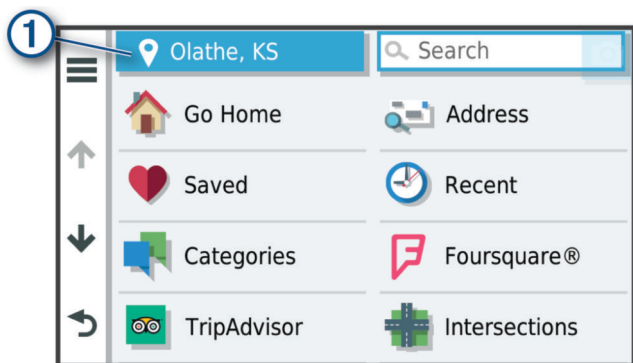 1
Olathe, KS
Search
Go Home
Address
Saved
Recent
Categories
Foursquare®
TripAdvisor
Intersections